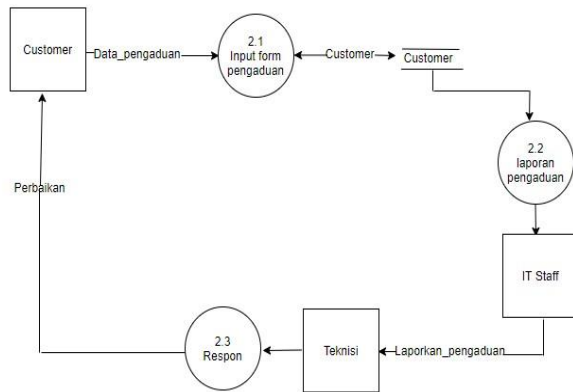 Customer
Data_pengaduan
2.1
Input form
pengaduan
Customer
Customer
2.2
laporan
pengaduan
Perbaikan
IT Staff
2.3
Respon
Teknisi
Laporkan_pengaduan